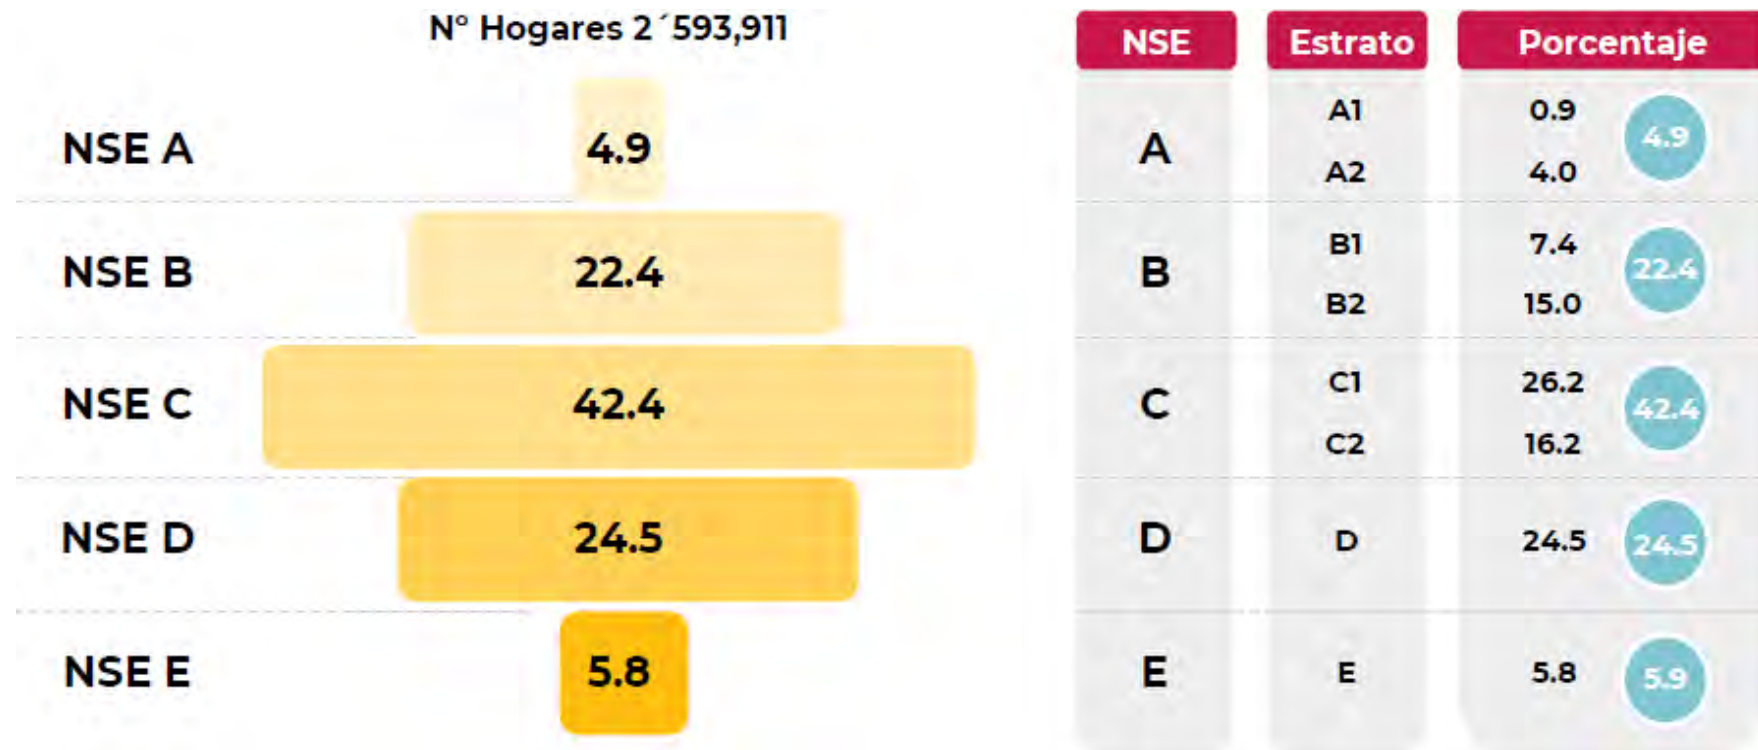 N° Hogares 2´593,911
NSE A
4.9
NSE B
22.4
NSE C
42.4
NSE D
24.5
NSE E
5.8
NSE Estrato Porcentaje
A
A1 0.9
4.9
A2 4.0
B
B1 7.4
22.4
B2 15.0
C
C1 26.2
42.4
C2 16.2
D D 24.5 24.5
E E 5.8 5.9